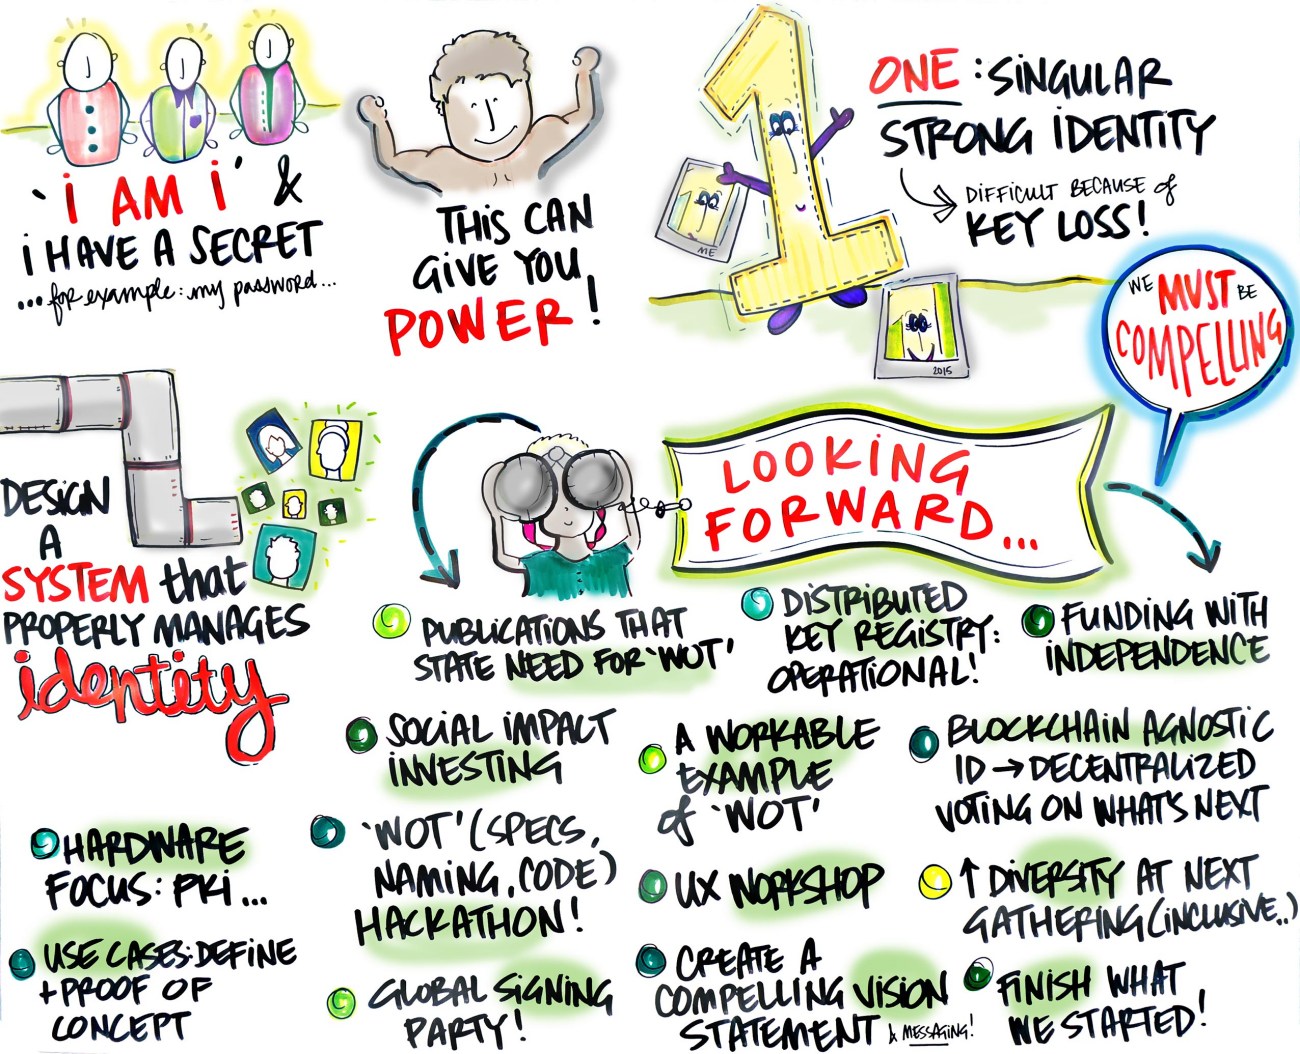 'I AM I' &
I HAVE A SECRET
...for example: my password...
THIS CAN
GIVE YOU
POWER!
ME
2015
ONE: SINGULAR
STRONG IDENTITY
DIFFICULT BECAUSE of
KEY LOSS!
WE MUST BE
COMPELLING
DESIGN
A
SYSTEM that
PROPERLY MANAGES
identity
LOOKING
FORWARD...
PUBLICATIONS THAT
STATE NEED FOR 'WOT'
DISTRIBUTED
KEY REGISTRY:
OPERATIONAL!
FUNDING WITH
INDEPENDENCE
SOCIAL IMPACT
INVESTING
A WORKABLE
EXAMPLE
of 'WOT'
BLOCKCHAIN AGNOSTIC
ID → DECENTRALIZED
VOTING ON WHAT'S NEXT
HARDWARE
FOCUS: PKI...
'WOT' (SPECS,
NAMING, CODE)
HACKATHON!
UX WORKSHOP
↑ DIVERSITY AT NEXT
GATHERING (INCLUSIVE..)
USE CASES: DEFINE
+ PROOF OF
CONCEPT
GLOBAL SIGNING
PARTY!
CREATE A
COMPELLING VISION
STATEMENT & MESSAGING!
FINISH WHAT
WE STARTED!